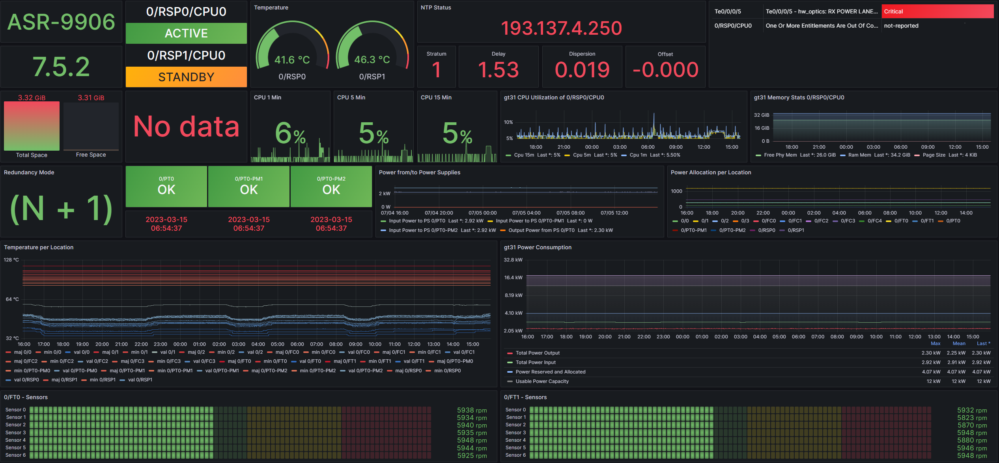 ASR-9906
7.5.2
0/RSP0/CPU0
ACTIVE
0/RSP1/CPU0
STANDBY
Temperature
41.6 °C
46.3 °C
0/RSP0
0/RSP1
NTP Status
193.137.4.250
Stratum
1
Delay
1.53
Dispersion
0.019
Offset
-0.000
Te0/0/0/5 Te0/0/0/5 - hw_optics: RX POWER LANE... Critical
0/RSP0/CPU0 One Or More Entitlements Are Out Of Co... not-reported
3.32 GiB 3.31 GiB
Total Space Free Space
No data
CPU 1 Min
6%
CPU 5 Min
5%
CPU 15 Min
5%
gt31 CPU Utilization of 0/RSP0/CPU0
10%
5%
18:00 21:00 00:00 03:00 06:00 09:00 12:00 15:00
Cpu 15m Last *: 5% Cpu 5m Last *: 5% Cpu 1m Last *: 5.50%
gt31 Memory Stats 0/RSP0/CPU0
32 GiB
16 GiB
0 B
18:00 21:00 00:00 03:00 06:00 09:00 12:00 15:00
Free Phy Mem Last *: 26.0 GiB Ram Mem Last *: 34.2 GiB Page Size Last *: 4 KiB
Redundancy Mode
(N + 1)
0/PT0 0/PT0-PM1 0/PT0-PM2
OK OK OK
2023-03-15 2023-03-15 2023-03-15
06:54:37 06:54:37 06:54:37
Power from/to Power Supplies
2 kW
0 W
07/04 16:00 07/04 20:00 07/05 00:00 07/05 04:00 07/05 08:00 07/05 12:00
Input Power to PS 0/PT0 Last *: 2.92 kW Input Power to PS 0/PT0-PM1 Last *: 0 W
Input Power to PS 0/PT0-PM2 Last *: 2.92 kW Output Power from PS 0/PT0 Last *: 2.30 kW
Power Allocation per Location
1000
0
16:00 18:00 20:00 22:00 00:00 02:00 04:00 06:00 08:00 10:00 12:00 14:00
0/0 0/1 0/2 0/3 0/FC0 0/FC1 0/FC2 0/FC3 0/FC4 0/FT0 0/FT1 0/PT0
0/PT0-PM1 0/PT0-PM2 0/RSP0 0/RSP1
Temperature per Location
128 °C
64 °C
32 °C
16:00 17:00 18:00 19:00 20:00 21:00 22:00 23:00 00:00 01:00 02:00 03:00 04:00 05:00 06:00 07:00 08:00 09:00 10:00 11:00 12:00 13:00 14:00 15:00
maj 0/0 min 0/0 val 0/0 maj 0/1 min 0/1 val 0/1 maj 0/2 min 0/2 val 0/2 maj 0/FC0 min 0/FC0 val 0/FC0 maj 0/FC1 min 0/FC1 val 0/FC1
maj 0/FC2 min 0/FC2 val 0/FC2 maj 0/FC3 min 0/FC3 val 0/FC3 maj 0/FT0 min 0/FT0 val 0/FT0 maj 0/FT1 min 0/FT1 val 0/FT1 maj 0/PT0-PM0
min 0/PT0-PM0 val 0/PT0-PM0 maj 0/PT0-PM1 min 0/PT0-PM1 val 0/PT0-PM1 maj 0/PT0-PM2 min 0/PT0-PM2 val 0/PT0-PM2 maj 0/RSP0 min 0/RSP0
val 0/RSP0 maj 0/RSP1 min 0/RSP1 val 0/RSP1
gt31 Power Consumption
32.8 kW
16.4 kW
8.19 kW
4.10 kW
2.05 kW
16:00 17:00 18:00 19:00 20:00 21:00 22:00 23:00 00:00 01:00 02:00 03:00 04:00 05:00 06:00 07:00 08:00 09:00 10:00 11:00 12:00 13:00 14:00 15:00
Max Mean Last *
Total Power Output 2.30 kW 2.25 kW 2.30 kW
Total Power Input 2.92 kW 2.91 kW 2.92 kW
Power Reserved and Allocated 4.07 kW 4.07 kW 4.07 kW
Usable Power Capacity 12 kW 12 kW 12 kW
0/FT0 - Sensors
Sensor 0 5938 rpm
Sensor 1 5934 rpm
Sensor 2 5940 rpm
Sensor 3 5935 rpm
Sensor 4 5948 rpm
Sensor 5 5944 rpm
Sensor 6 5925 rpm
0/FT1 - Sensors
Sensor 0 5932 rpm
Sensor 1 5823 rpm
Sensor 2 5870 rpm
Sensor 3 5948 rpm
Sensor 4 5880 rpm
Sensor 5 5946 rpm
Sensor 6 5948 rpm